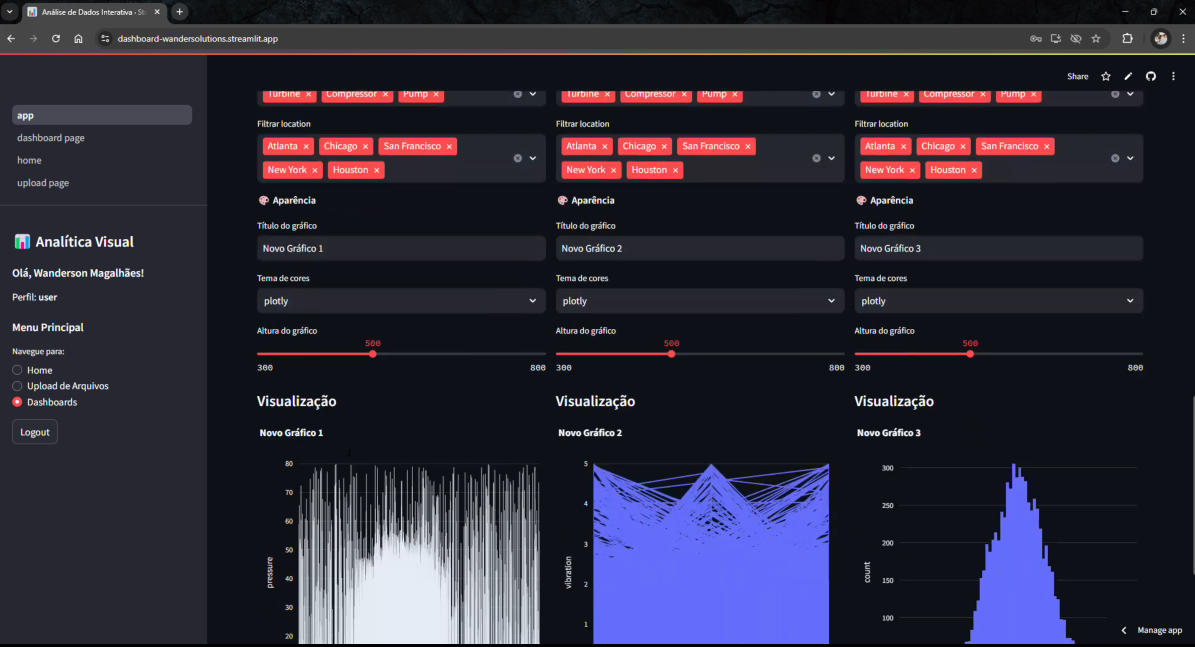 Análise de Dados Interativa - St
dashboard-wandersolutions.streamlit.app
Share
app
dashboard page
home
upload page
Analítica Visual
Olá, Wanderson Magalhães!
Perfil: user
Menu Principal
Navegue para:
Home
Upload de Arquivos
Dashboards
Logout
Turbine × Compressor × Pump ×
Filtrar location
Atlanta × Chicago × San Francisco ×
New York × Houston ×
Aparência
Título do gráfico
Novo Gráfico 1
Tema de cores
plotly
Altura do gráfico
500
300 800
Visualização
Novo Gráfico 1
80
70
60
50
40
30
20
pressure
Turbine × Compressor × Pump ×
Filtrar location
Atlanta × Chicago × San Francisco ×
New York × Houston ×
Aparência
Título do gráfico
Novo Gráfico 2
Tema de cores
plotly
Altura do gráfico
500
300 800
Visualização
Novo Gráfico 2
5
4
3
2
1
vibration
Turbine × Compressor × Pump ×
Filtrar location
Atlanta × Chicago × San Francisco ×
New York × Houston ×
Aparência
Título do gráfico
Novo Gráfico 3
Tema de cores
plotly
Altura do gráfico
500
300 800
Visualização
Novo Gráfico 3
300
250
200
150
100
count
Manage app